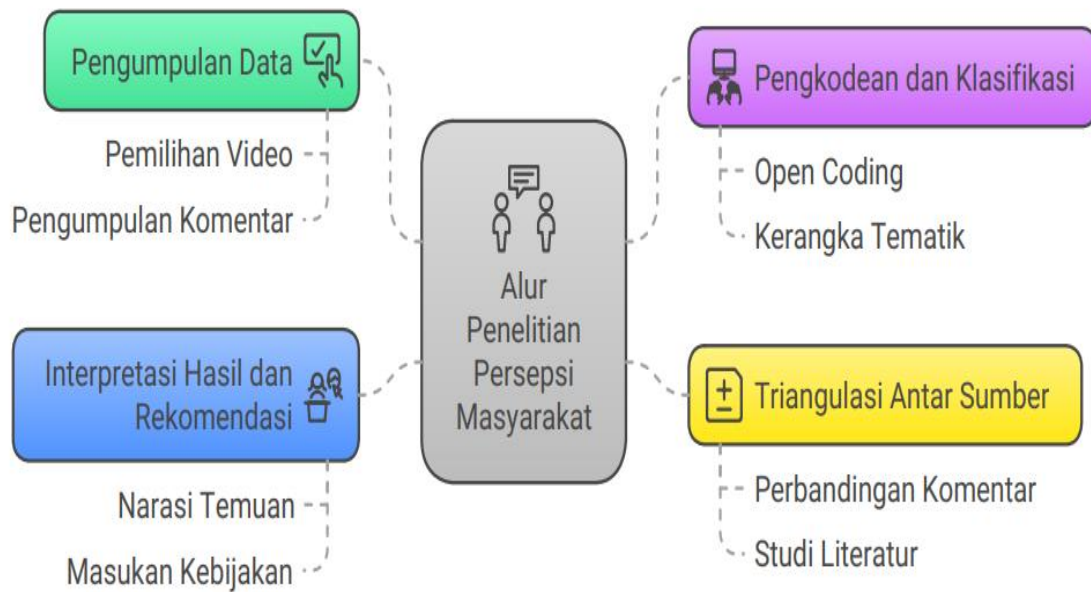 Pengumpulan Data
Pemilihan Video
Pengumpulan Komentar
Pengkodean dan Klasifikasi
Open Coding
Kerangka Tematik
Alur
Penelitian
Persepsi
Masyarakat
Interpretasi Hasil dan
Rekomendasi
Narasi Temuan
Masukan Kebijakan
Triangulasi Antar Sumber
Perbandingan Komentar
Studi Literatur